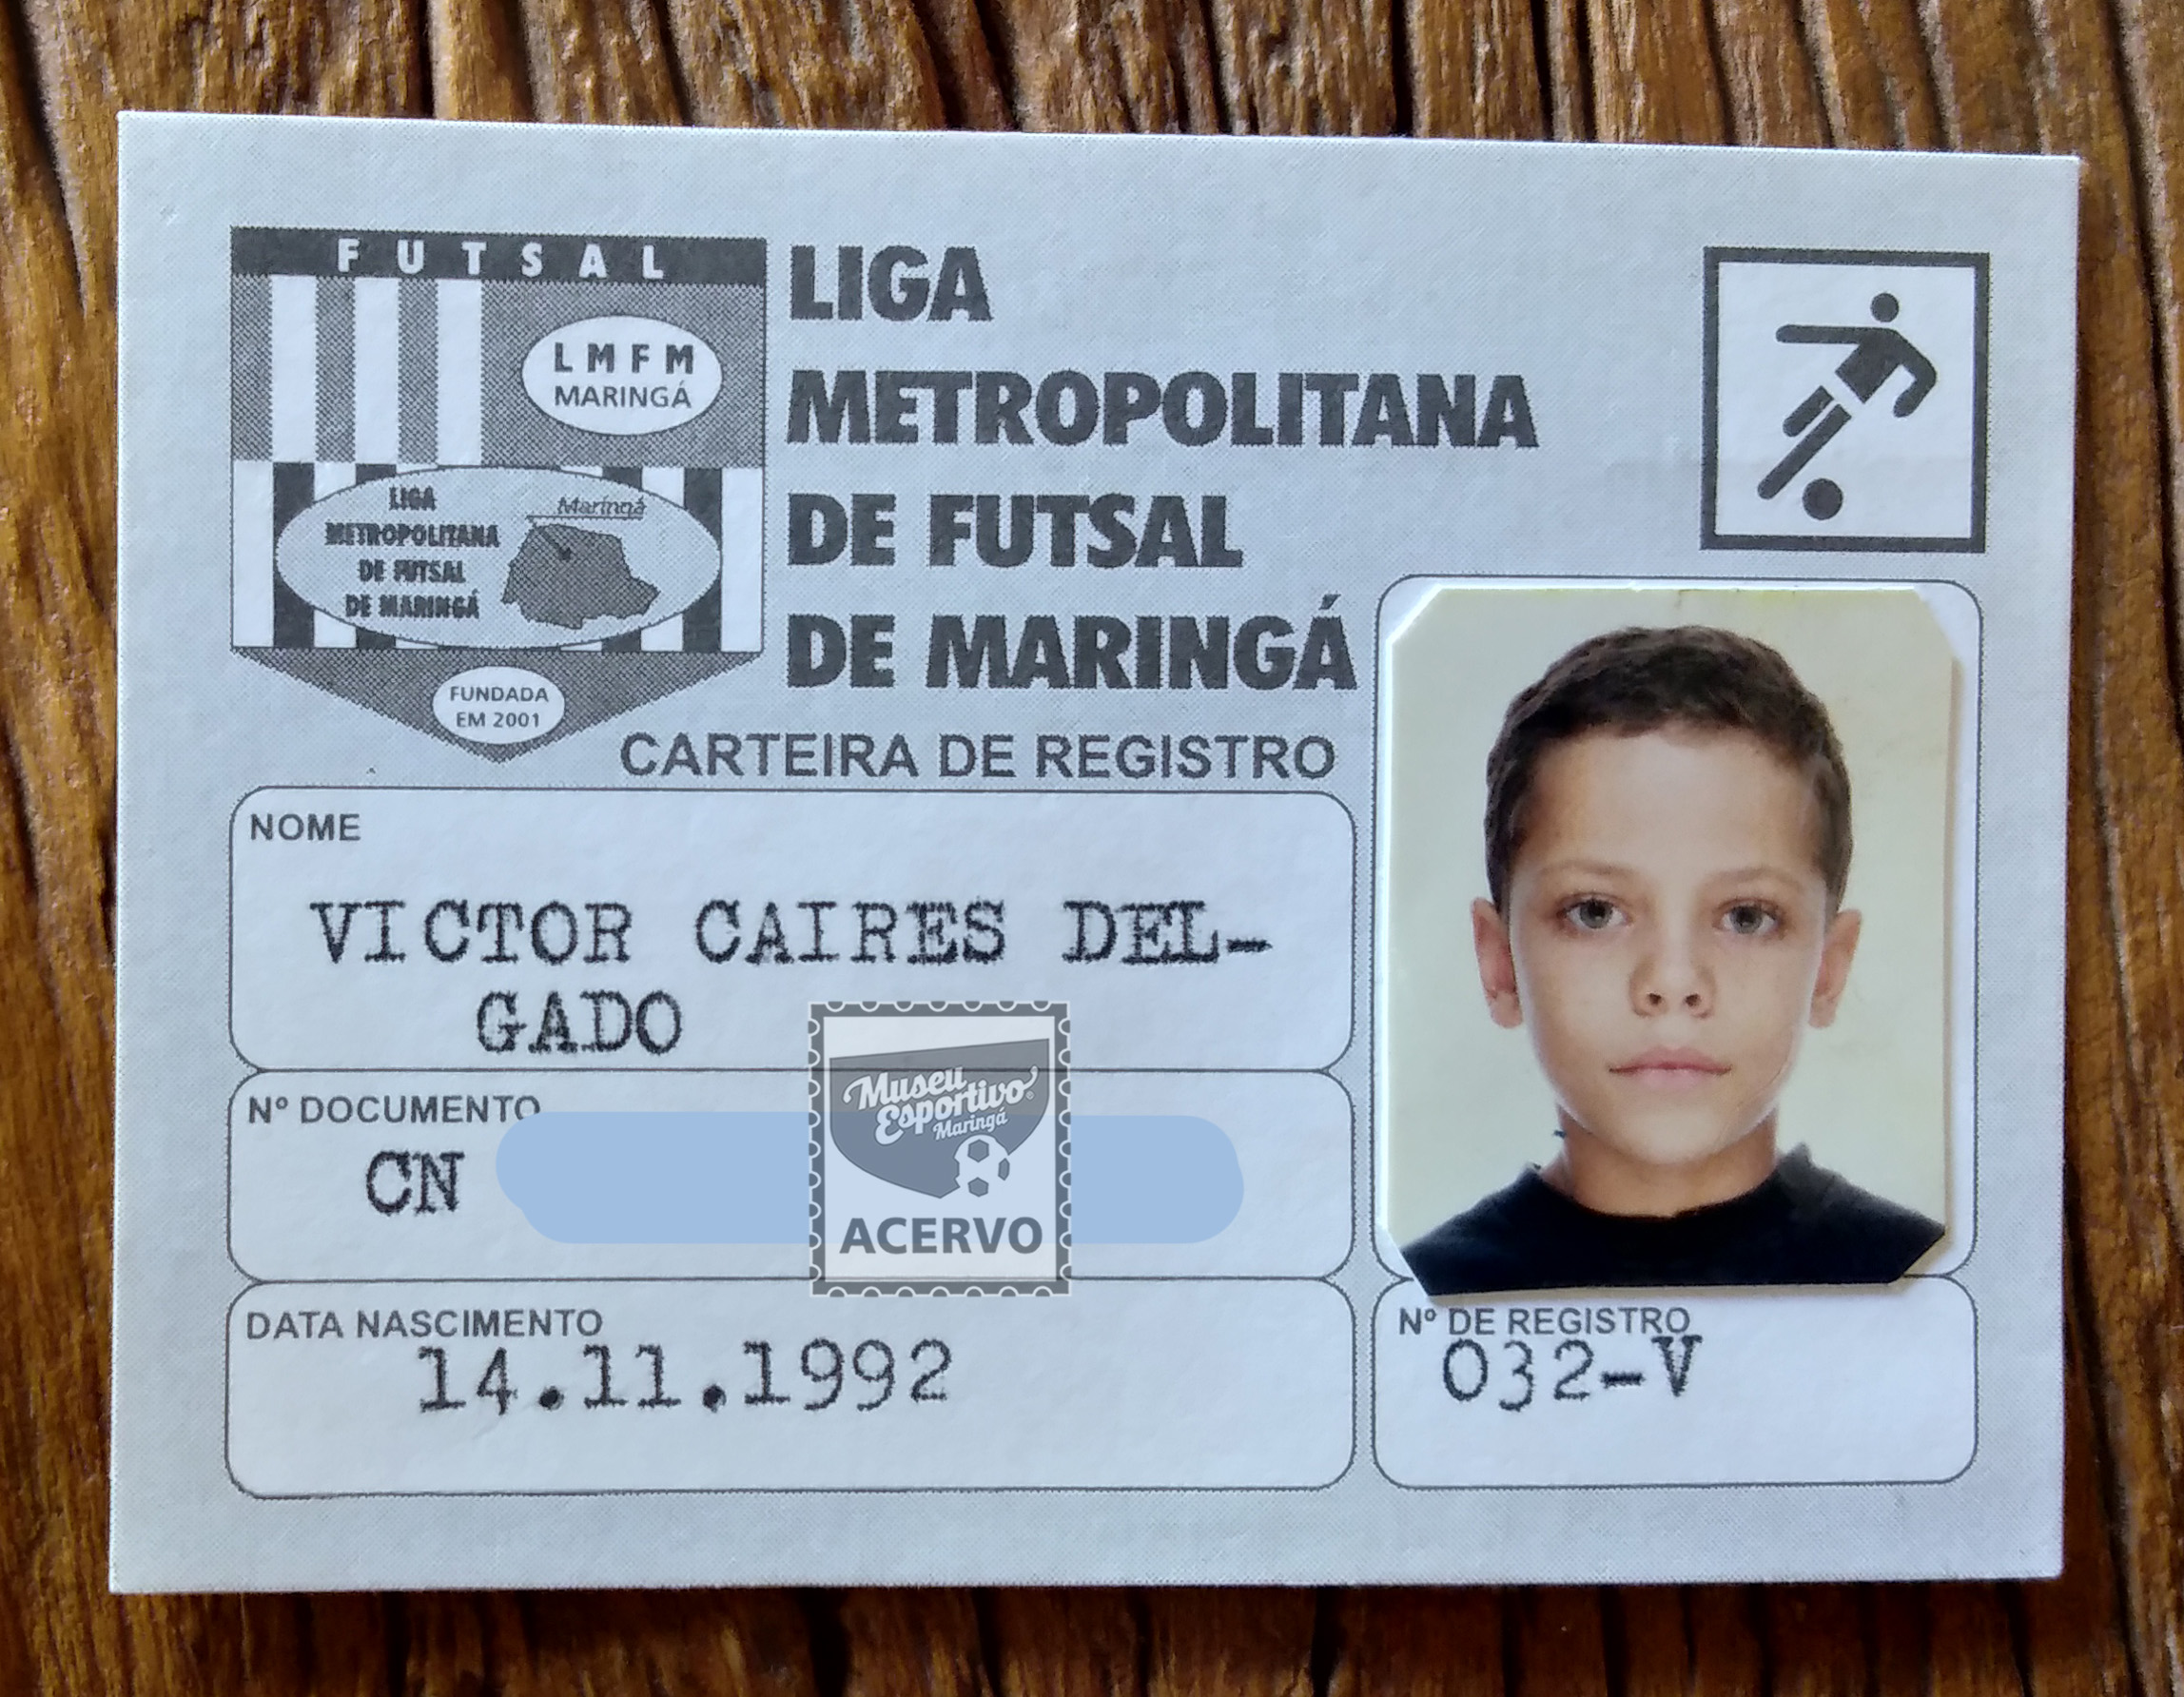 FUTSAL
LMFM
MARINGÁ
LIGA
METROPOLITANA
DE FUTSAL
DE MARINGÁ
Maringá
FUNDADA
EM 2001
LIGA
METROPOLITANA
DE FUTSAL
DE MARINGÁ
CARTEIRA DE REGISTRO
NOME
VICTOR CAIRES DEL-
GADO
Nº DOCUMENTO
CN
Museu
Esportivo
Maringá
ACERVO
DATA NASCIMENTO
14.11.1992
Nº DE REGISTRO
032-V